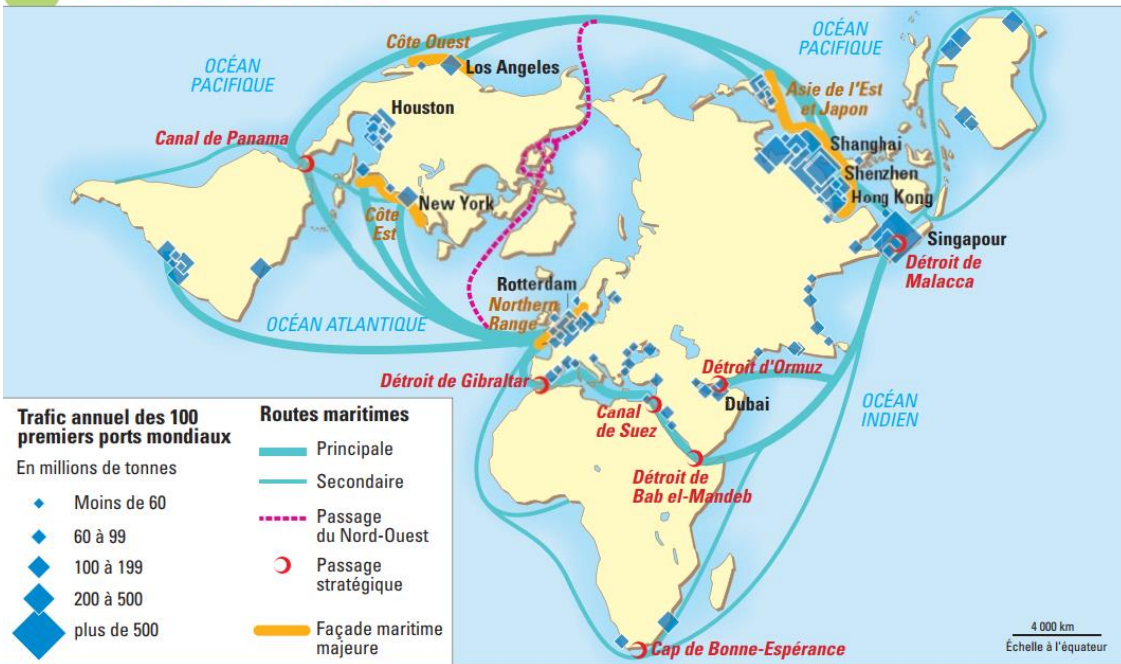 Côte Ouest
OCÉAN
PACIFIQUE
Los Angeles
Houston
Canal de Panama
New York
Côte
Est
OCÉAN
PACIFIQUE
Asie de l'Est
et Japon
Shanghai
Shenzhen
Hong Kong
Singapour
Détroit de
Malacca
Rotterdam
Northern
Range
OCÉAN ATLANTIQUE
Détroit de Gibraltar
Canal
de Suez
Détroit d'Ormuz
Dubai
OCÉAN
INDIEN
Détroit de
Bab el-Mandeb
Cap de Bonne-Espérance
Trafic annuel des 100
premiers ports mondiaux
En millions de tonnes
Moins de 60
60 à 99
100 à 199
200 à 500
plus de 500
Routes maritimes
Principale
Secondaire
Passage
du Nord-Ouest
Passage
stratégique
Façade maritime
majeure
4 000 km
Échelle à l'équateur